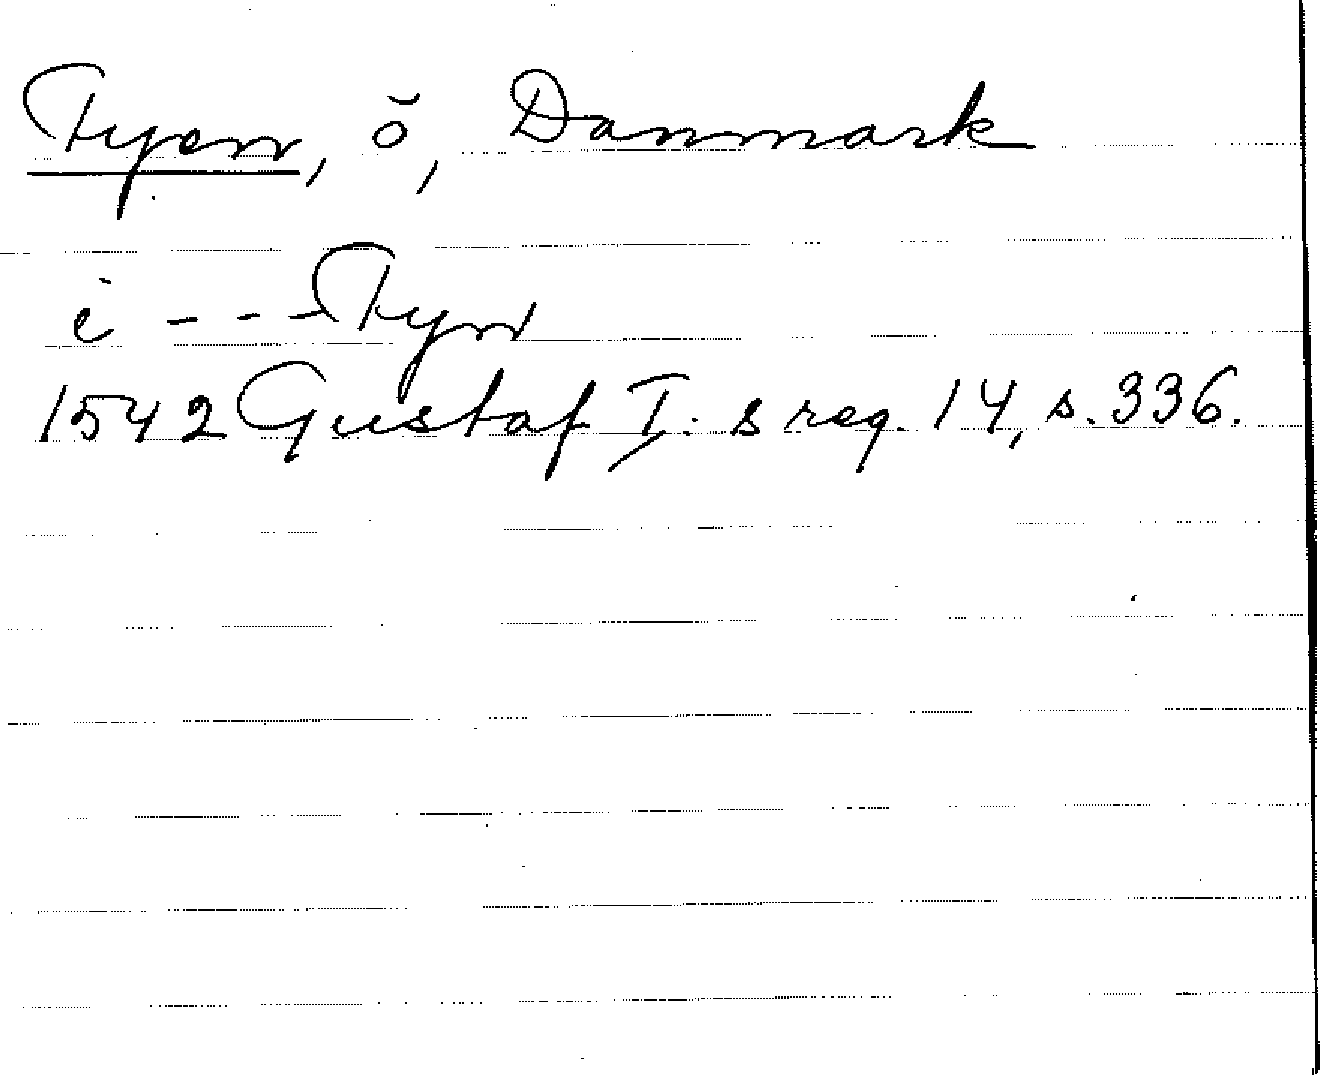 Fyen, ö, Danmark
i - - - Fyn
1542 Gustaf I:s reg. 14, s. 336.